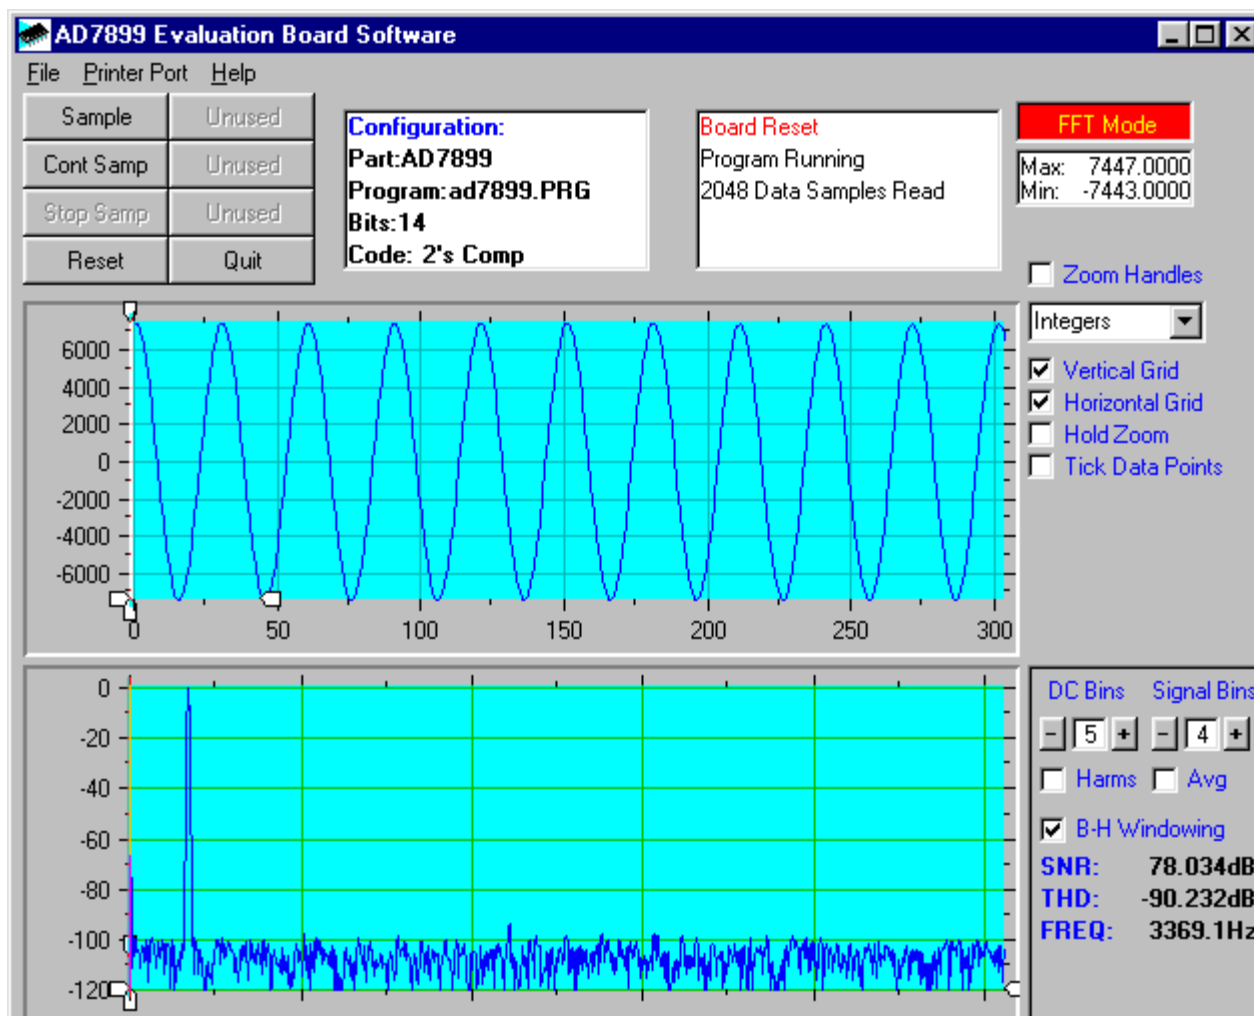 AD7899 Evaluation Board Software
File Printer Port Help
Sample Unused
Cont Samp Unused
Stop Samp Unused
Reset Quit
Configuration:
Part:AD7899
Program:ad7899.PRG
Bits:14
Code: 2's Comp
Board Reset
Program Running
2048 Data Samples Read
FFT Mode
Max: 7447.0000
Min: -7443.0000
Zoom Handles
Integers
Vertical Grid
Horizontal Grid
Hold Zoom
Tick Data Points
6000
4000
2000
0
-2000
-4000
-6000
0 50 100 150 200 250 300
0
-20
-40
-60
-80
-100
-120
DC Bins Signal Bins
- 5 + - 4 +
Harms Avg
B-H Windowing
SNR: 78.034dB
THD: -90.232dB
FREQ: 3369.1Hz